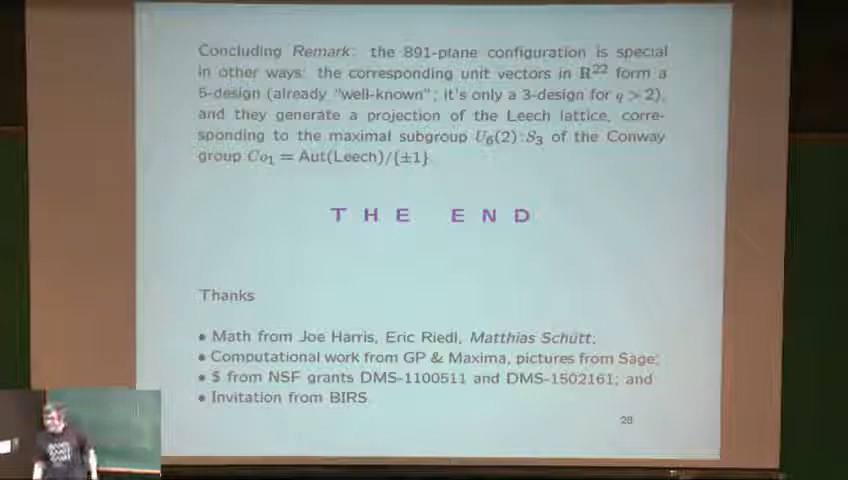 Concluding Remark: the 891-plane configuration is special
in other ways: the corresponding unit vectors in R²² form a
5-design (already "well-known"; it's only a 3-design for q > 2),
and they generate a projection of the Leech lattice, corre-
sponding to the maximal subgroup U₆(2):S₃ of the Conway
group Co₁ = Aut(Leech)/{±1}.
THE END
Thanks
• Math from Joe Harris, Eric Riedl, Matthias Schütt;
• Computational work from GP & Maxima, pictures from Sage;
• $ from NSF grants DMS-1100511 and DMS-1502161; and
• Invitation from BIRS
28